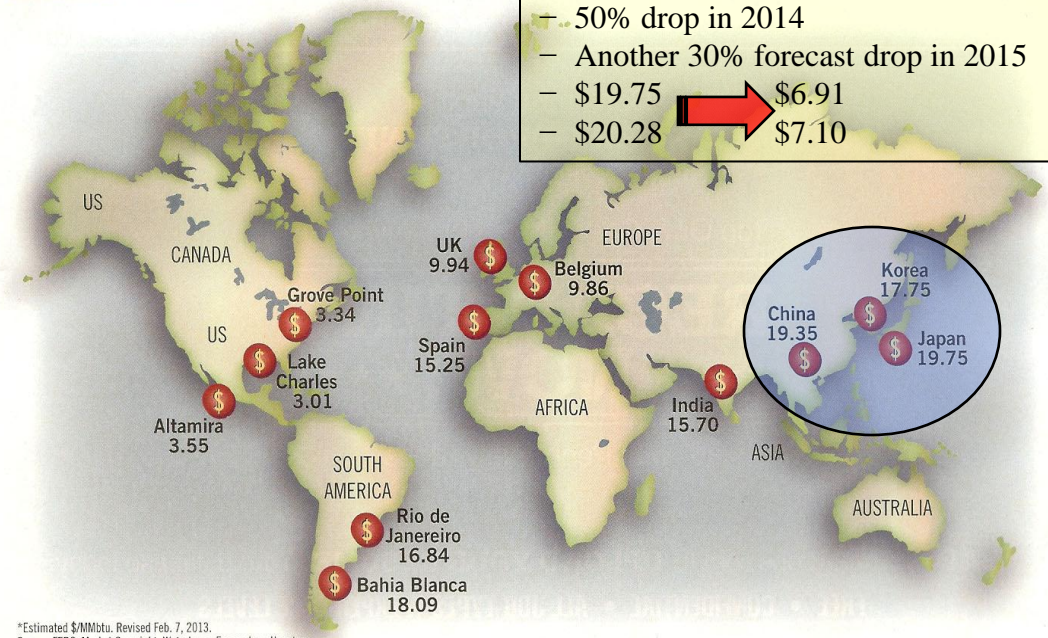 – 50% drop in 2014
– Another 30% forecast drop in 2015
– $19.75 $6.91
– $20.28 $7.10
US
CANADA
US
Grove Point
3.34
Lake
Charles
3.01
Altamira
3.55
SOUTH
AMERICA
Rio de
Janereiro
16.84
Bahia Blanca
18.09
UK
9.94
Belgium
9.86
Spain
15.25
EUROPE
AFRICA
India
15.70
ASIA
China
19.35
Korea
17.75
Japan
19.75
AUSTRALIA
*Estimated $/MMbtu. Revised Feb. 7, 2013.